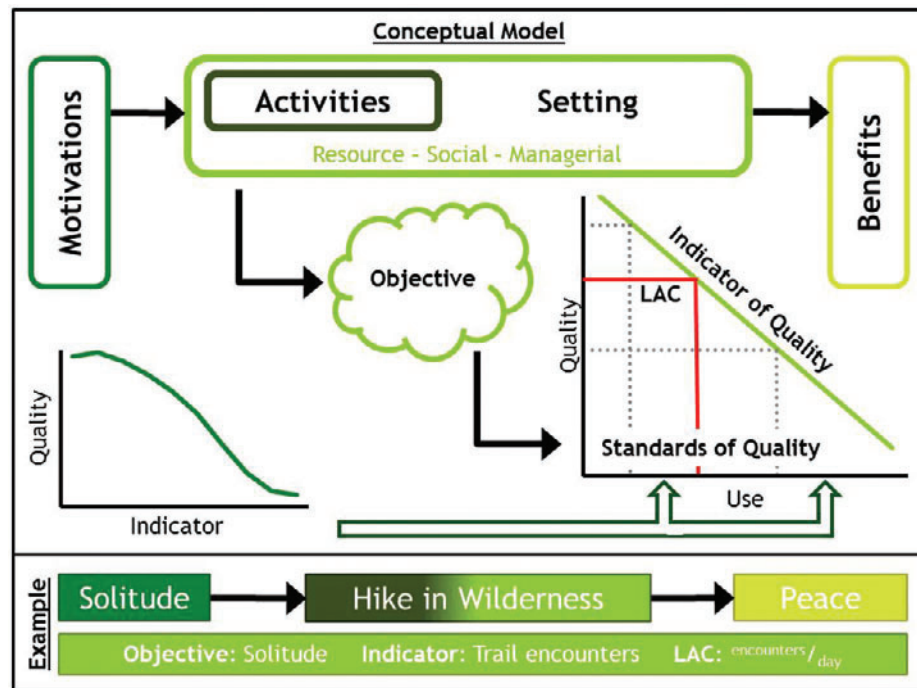 Conceptual Model
Motivations
Activities
Setting
Resource - Social - Managerial
Benefits
Objective
Quality
LAC
Indicator of Quality
Standards of Quality
Use
Quality
Indicator
Example
Solitude
Hike in Wilderness
Peace
Objective: Solitude Indicator: Trail encounters LAC: encounters/day